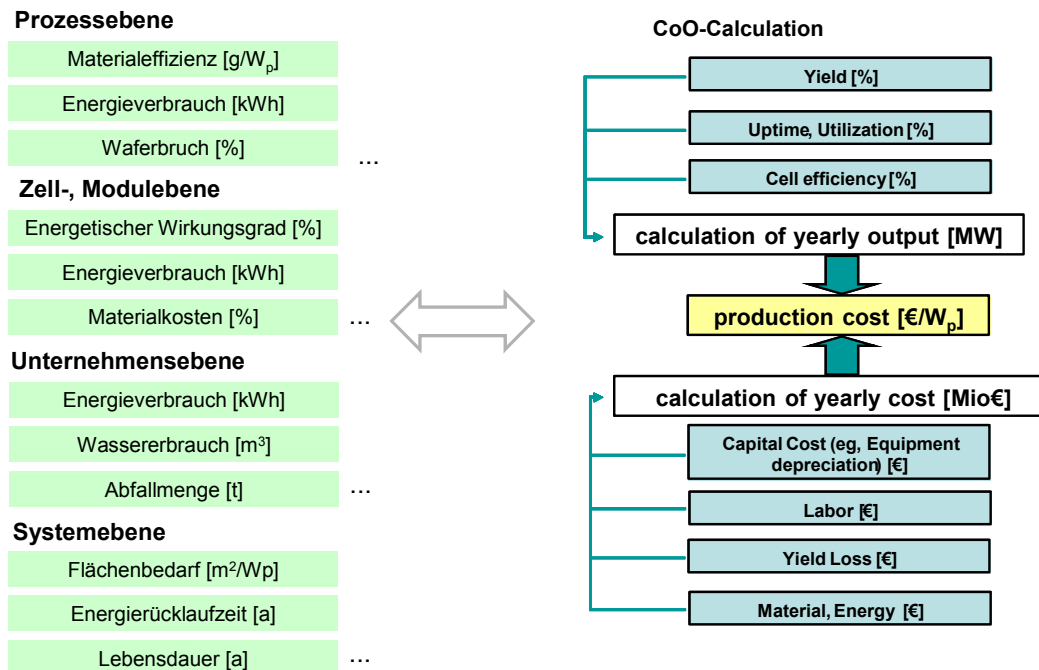 Prozessebene
Materialeffizienz [g/Wp]
Energieverbrauch [kWh]
Waferbruch [%]
...
Zell-, Modulebene
Energetischer Wirkungsgrad [%]
Energieverbrauch [kWh]
Materialkosten [%]
...
Unternehmensebene
Energieverbrauch [kWh]
Wassererbrauch [m³]
Abfallmenge [t]
...
Systemebene
Flächenbedarf [m²/Wp]
Energierücklaufzeit [a]
Lebensdauer [a]
...
CoO-Calculation
Yield [%]
Uptime, Utilization [%]
Cell efficiency [%]
calculation of yearly output [MW]
production cost [€/Wp]
calculation of yearly cost [Mio€]
Capital Cost (eg, Equipment
depreciation) [€]
Labor [€]
Yield Loss [€]
Material, Energy [€]